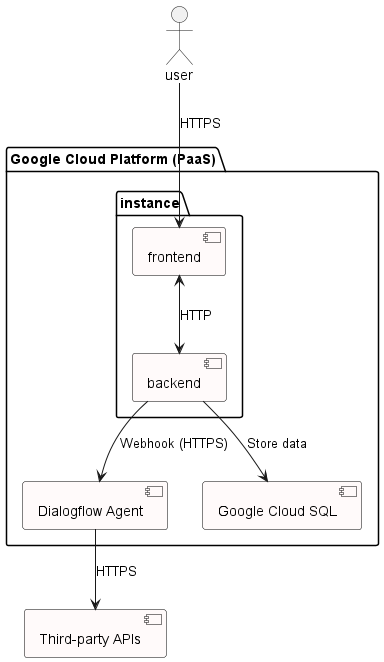 user
HTTPS
Google Cloud Platform (PaaS)
instance
frontend
HTTP
backend
Webhook (HTTPS)
Store data
Dialogflow Agent
Google Cloud SQL
HTTPS
Third-party APIs